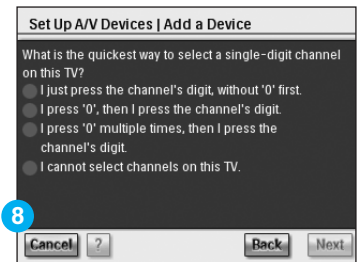 Set Up A/V Devices | Add a Device
What is the quickest way to select a single-digit channel
on this TV?
I just press the channel's digit, without '0' first.
I press '0', then I press the channel's digit.
I press '0' multiple times, then I press the
channel's digit.
I cannot select channels on this TV.
8
Cancel ? Back Next